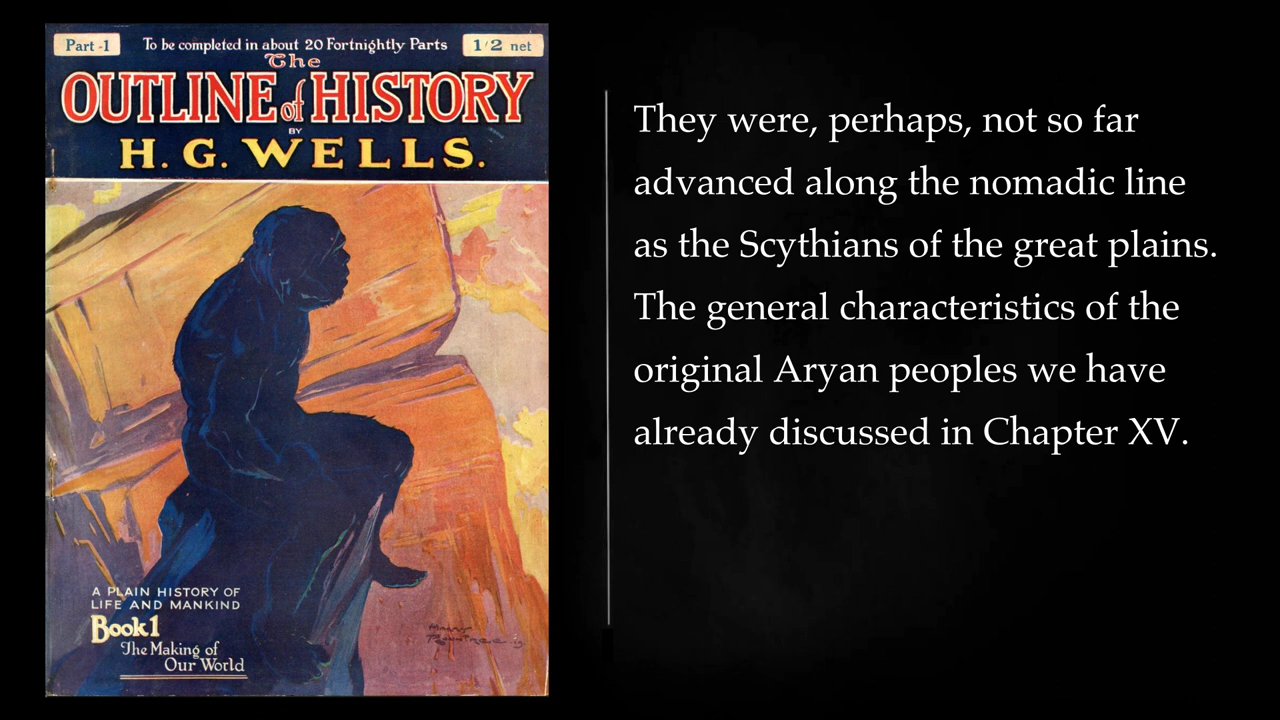 Part -1
To be completed in about 20 Fortnightly Parts
1/2 net
The
OUTLINE of HISTORY
BY
H. G. WELLS.
A PLAIN HISTORY OF
LIFE AND MANKIND
Book 1
The Making of
Our World
They were, perhaps, not so far
advanced along the nomadic line
as the Scythians of the great plains.
The general characteristics of the
original Aryan peoples we have
already discussed in Chapter XV.